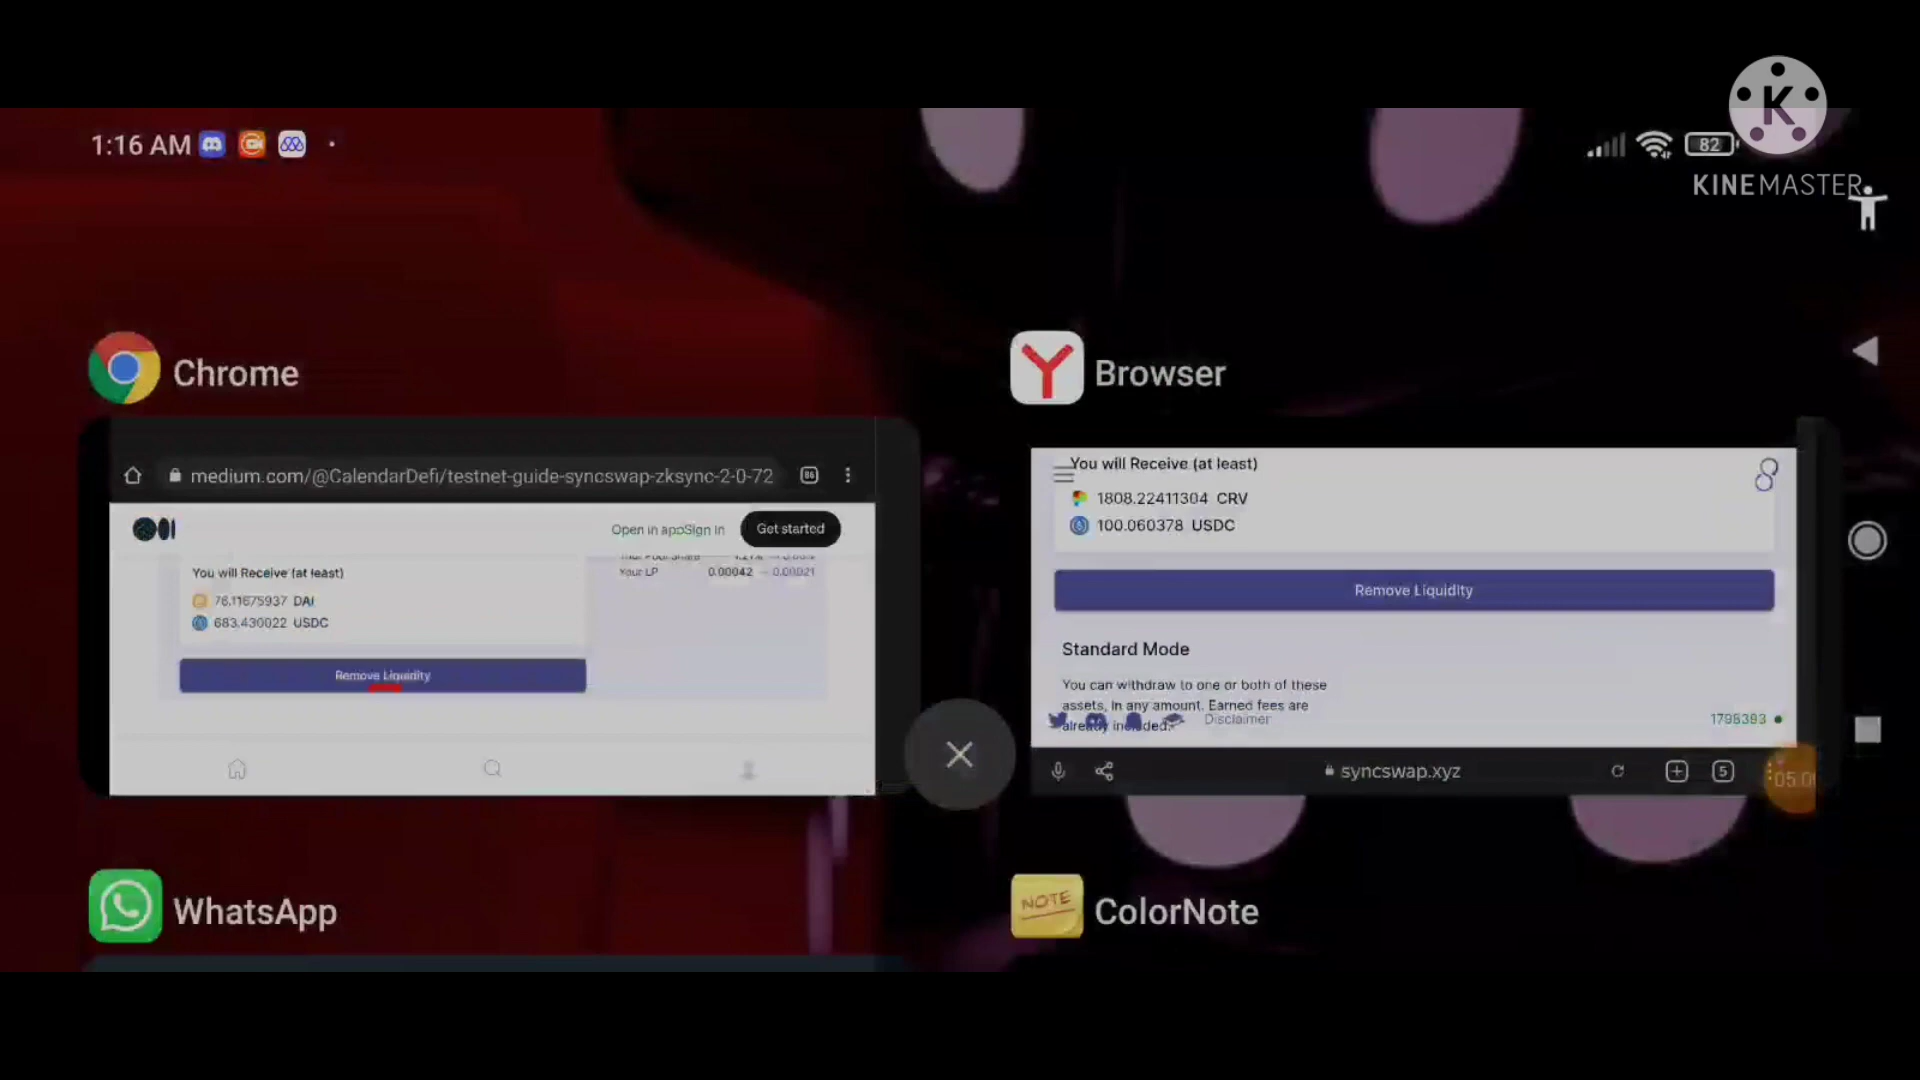 1:16 AM
82
K
KINEMASTER
Chrome
Browser
medium.com/@CalendarDefi/testnet-guide-syncswap-zksync-2-0-72
86
Open in app
Sign In
Get started
Your LP 0.00042 → 0.00021
You will Receive (at least)
76.11675937 DAI
683.430022 USDC
Remove Liquidity
You will Receive (at least)
1808.22411304 CRV
100.060378 USDC
Remove Liquidity
Standard Mode
You can withdraw to one or both of these
assets, in any amount. Earned fees are
already included.
Disclaimer
1798393
syncswap.xyz
5
WhatsApp
NOTE
ColorNote